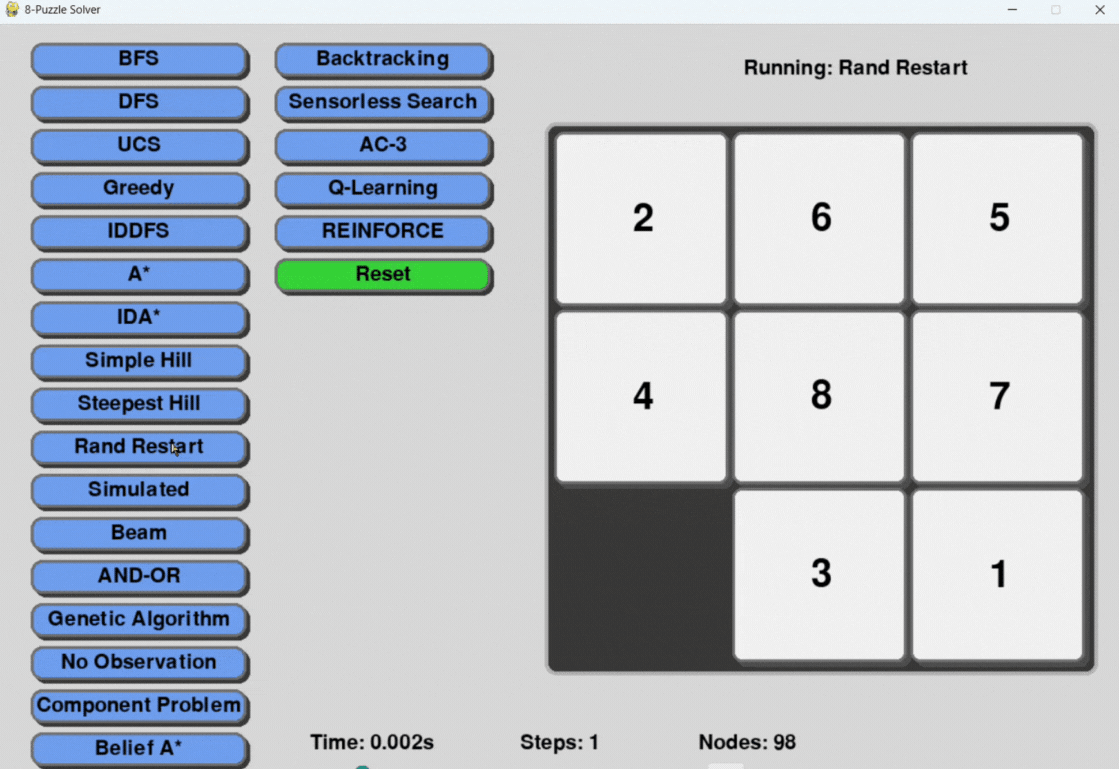 8-Puzzle Solver
BFS
DFS
UCS
Greedy
IDDFS
A*
IDA*
Simple Hill
Steepest Hill
Rand Restart
Simulated
Beam
AND-OR
Genetic Algorithm
No Observation
Component Problem
Belief A*
Backtracking
Sensorless Search
AC-3
Q-Learning
REINFORCE
Reset
Running: Rand Restart
2 6 5
4 8 7
3 1
Time: 0.002s Steps: 1 Nodes: 98